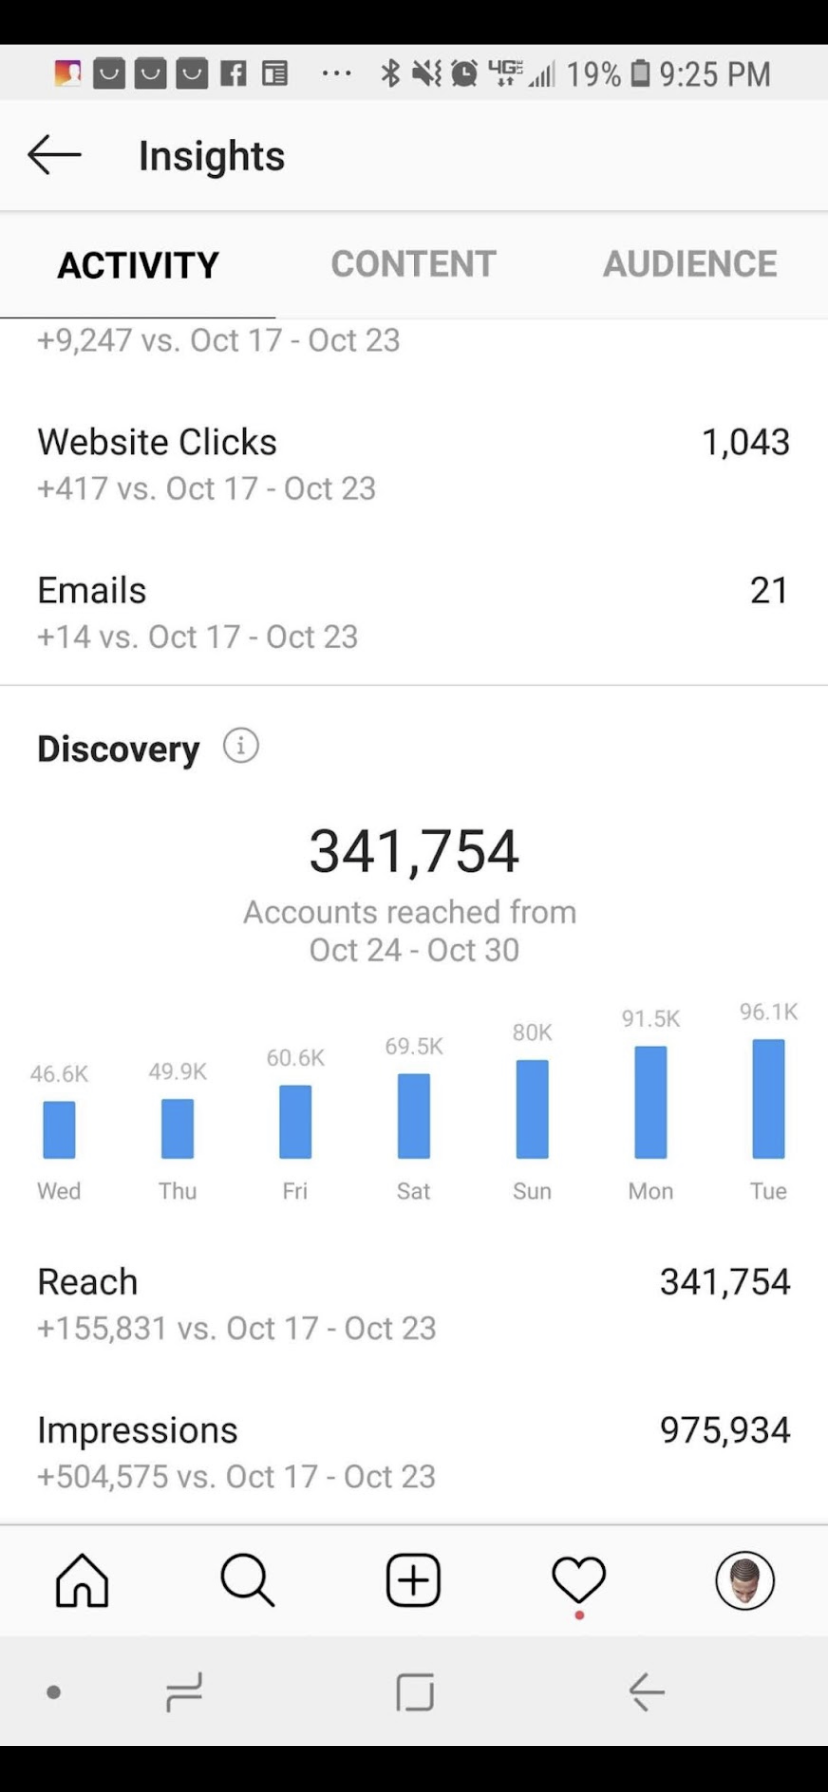 4GE 19% 9:25 PM
Insights
ACTIVITY CONTENT AUDIENCE
+9,247 vs. Oct 17 - Oct 23
Website Clicks 1,043
+417 vs. Oct 17 - Oct 23
Emails 21
+14 vs. Oct 17 - Oct 23
Discovery
341,754
Accounts reached from
Oct 24 - Oct 30
46.6K 49.9K 60.6K 69.5K 80K 91.5K 96.1K
Wed Thu Fri Sat Sun Mon Tue
Reach 341,754
+155,831 vs. Oct 17 - Oct 23
Impressions 975,934
+504,575 vs. Oct 17 - Oct 23